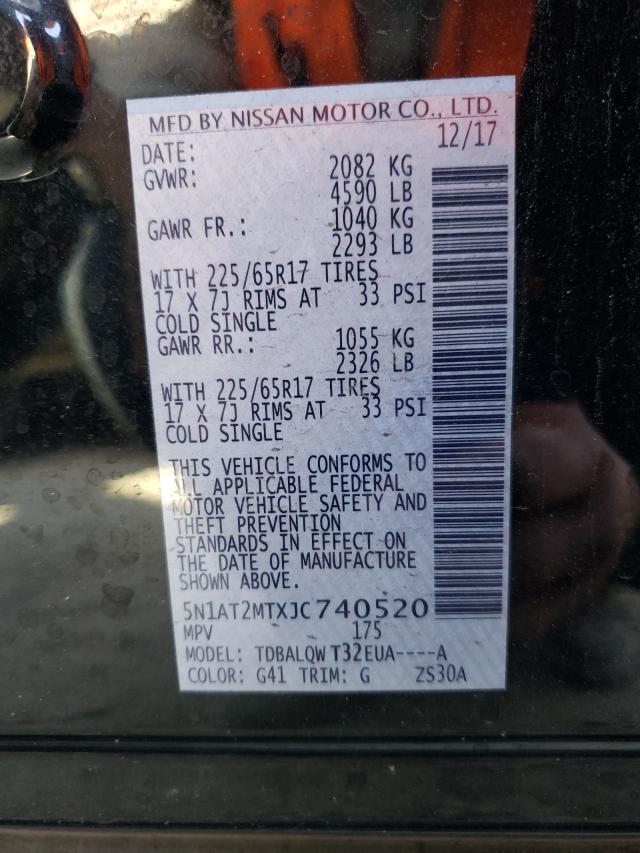 MFD BY NISSAN MOTOR CO., LTD.
DATE: 12/17
GVWR: 2082 KG
4590 LB
GAWR FR.: 1040 KG
2293 LB
WITH 225/65R17 TIRES
17 X 7J RIMS AT 33 PSI
COLD SINGLE
GAWR RR.: 1055 KG
2326 LB
WITH 225/65R17 TIRES
17 X 7J RIMS AT 33 PSI
COLD SINGLE
THIS VEHICLE CONFORMS TO
ALL APPLICABLE FEDERAL
MOTOR VEHICLE SAFETY AND
THEFT PREVENTION
STANDARDS IN EFFECT ON
THE DATE OF MANUFACTURE
SHOWN ABOVE.
5N1AT2MTXJC740520
MPV 175
MODEL: TDBALQWT32EUA----A
COLOR: G41 TRIM: G ZS30A